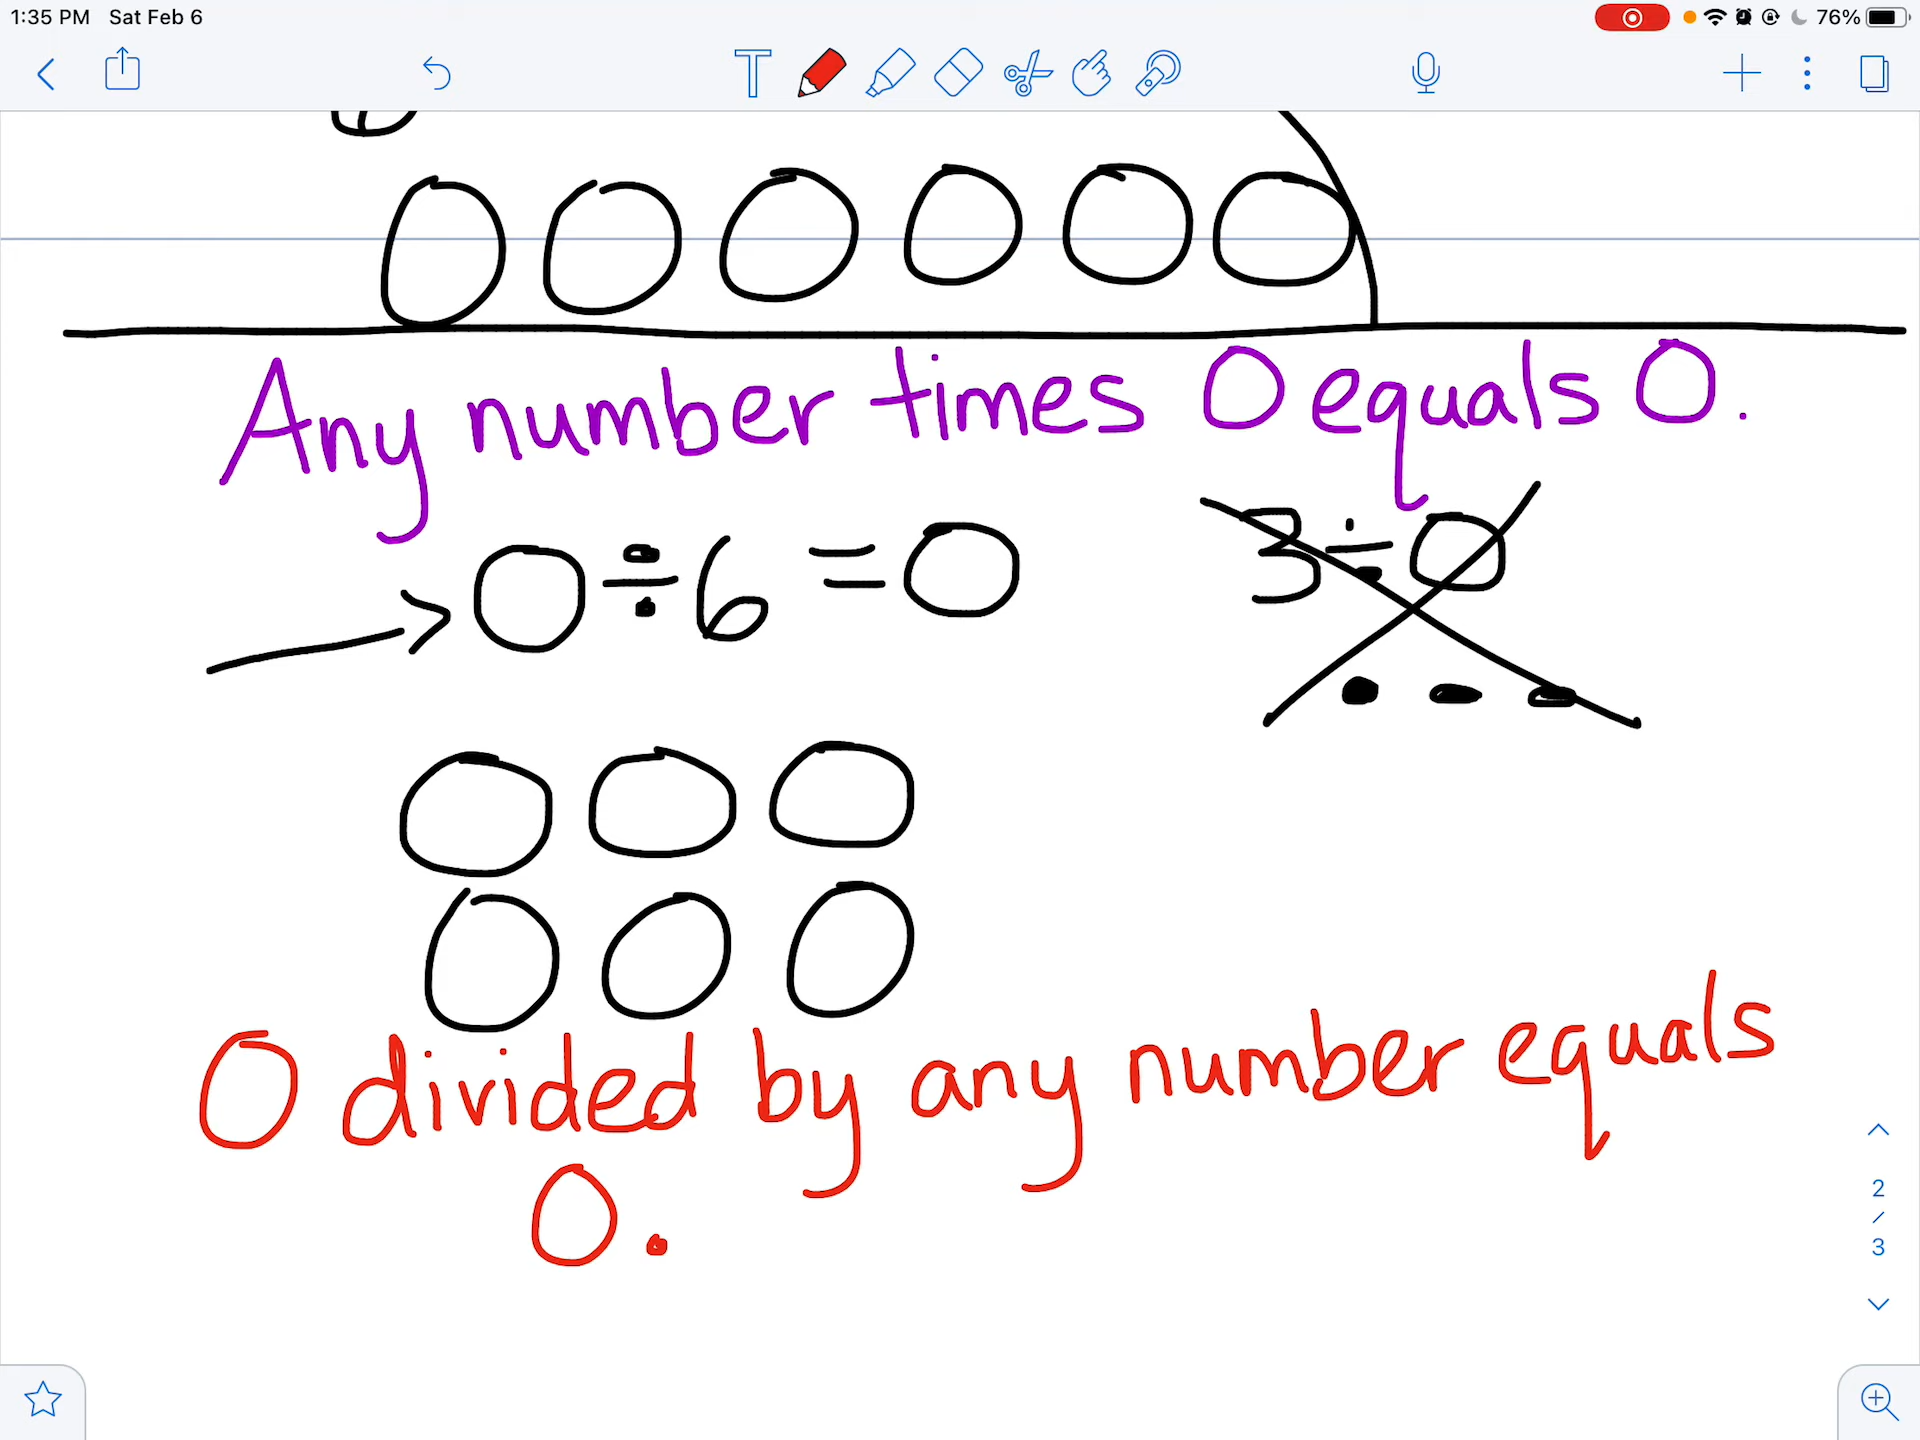 1:35 PM Sat Feb 6 76%
Any number times 0 equals 0.
0 ÷ 6 = 0 3 ÷ 0
0 divided by any number equals
0.
2
/
3